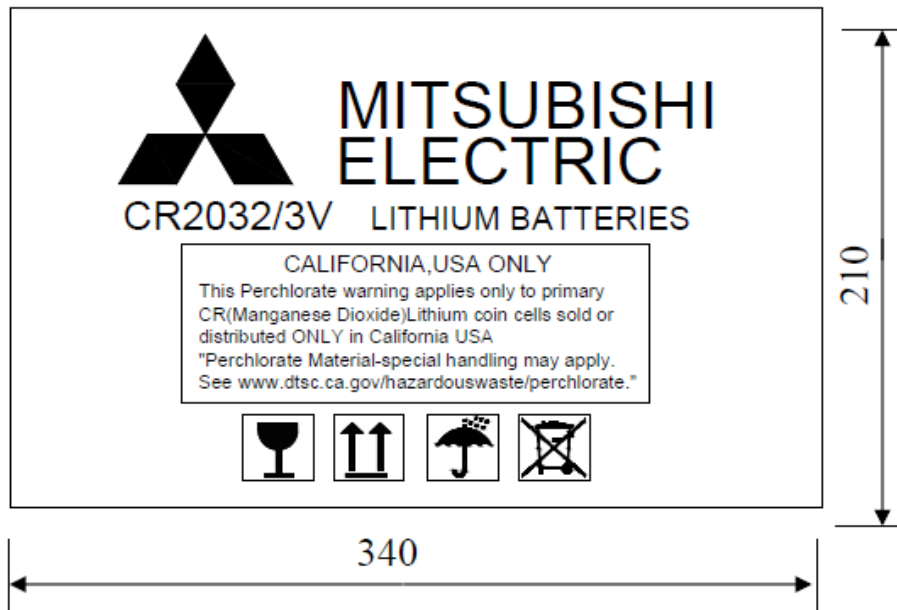 MITSUBISHI
ELECTRIC
CR2032/3V LITHIUM BATTERIES
CALIFORNIA,USA ONLY
This Perchlorate warning applies only to primary
CR(Manganese Dioxide)Lithium coin cells sold or
distributed ONLY in California USA
"Perchlorate Material-special handling may apply.
See www.dtsc.ca.gov/hazardouswaste/perchlorate."
210
340